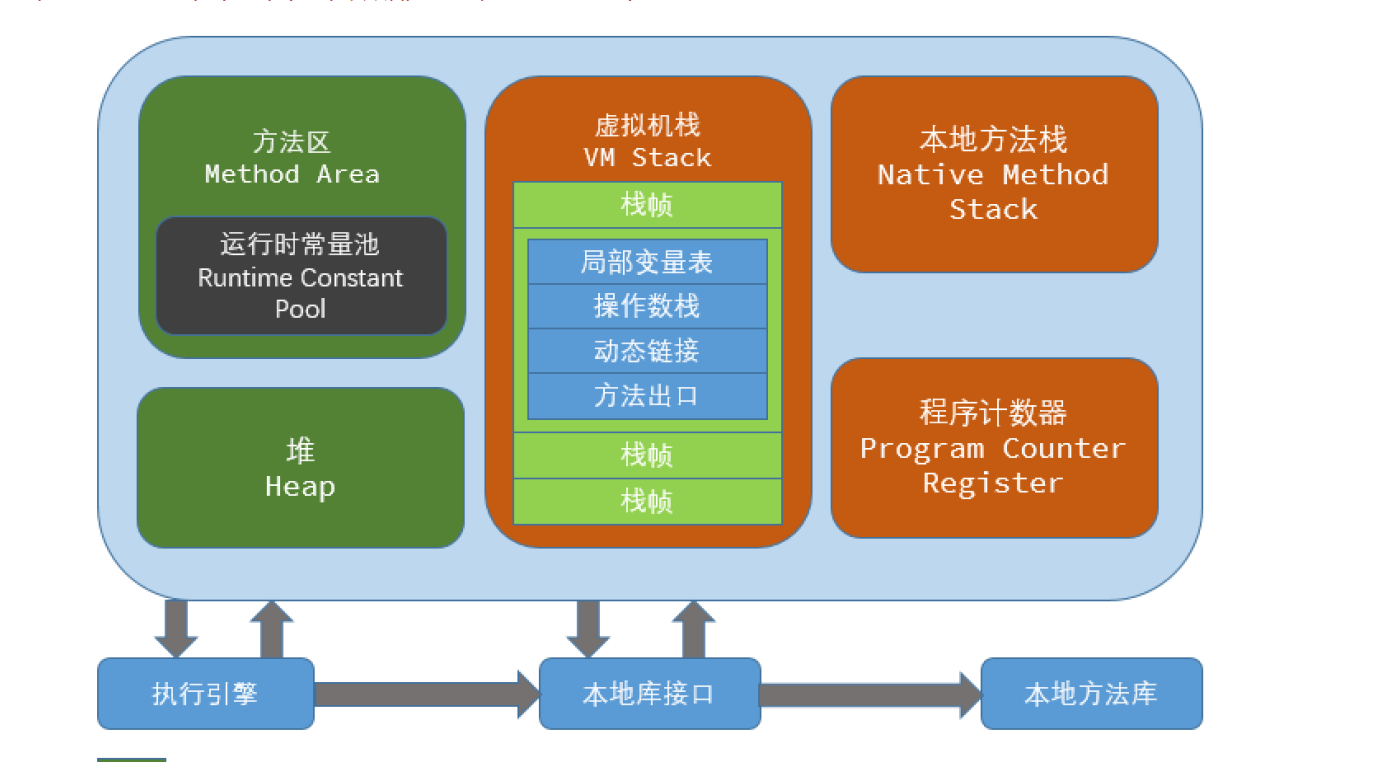 方法区
Method Area
运行时常量池
Runtime Constant
Pool
堆
Heap
虚拟机栈
VM Stack
栈帧
局部变量表
操作数栈
动态链接
方法出口
栈帧
栈帧
本地方法栈
Native Method
Stack
程序计数器
Program Counter
Register
执行引擎
本地库接口
本地方法库